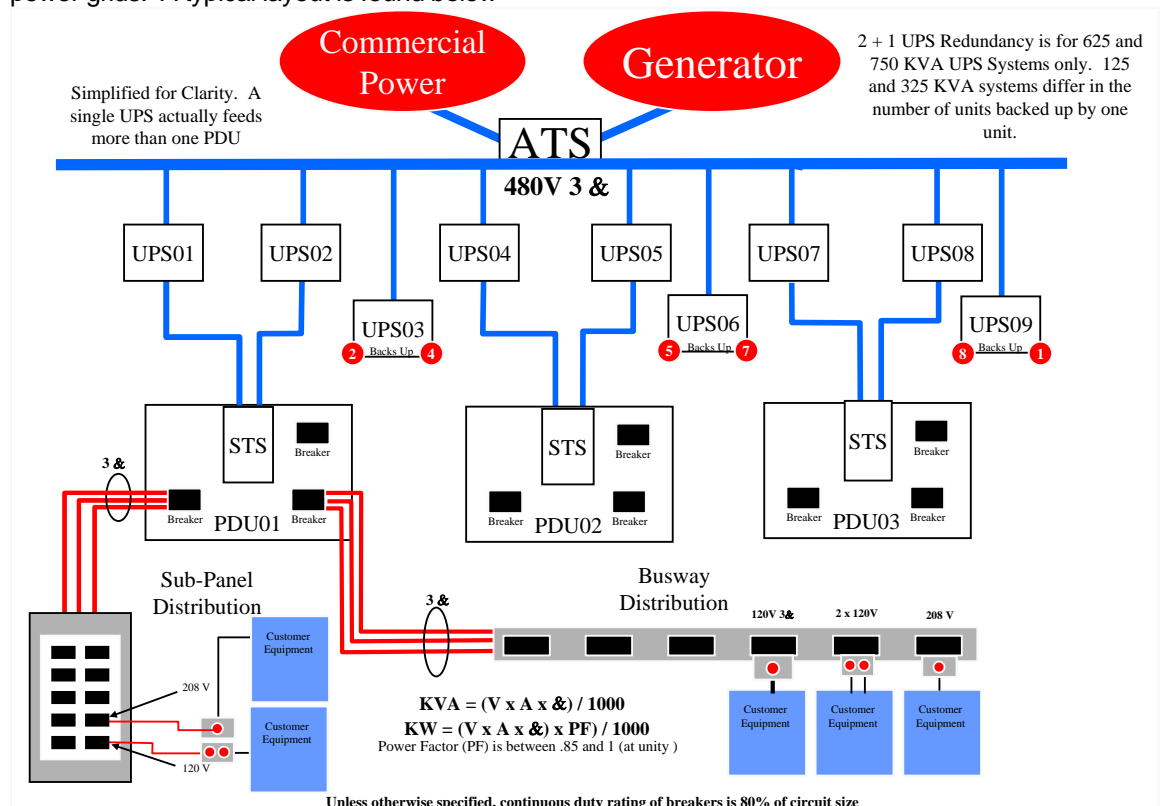 Commercial
Power
Generator
2 + 1 UPS Redundancy is for 625 and
750 KVA UPS Systems only. 125
and 325 KVA systems differ in the
number of units backed up by one
unit.
Simplified for Clarity. A
single UPS actually feeds
more than one PDU
ATS
480V 3 &
UPS01
UPS02
UPS04
UPS05
UPS07
UPS08
UPS03
Backs Up
2
4
UPS06
Backs Up
5
7
UPS09
Backs Up
8
1
STS
Breaker
Breaker
Breaker
PDU01
STS
Breaker
Breaker
Breaker
PDU02
STS
Breaker
Breaker
Breaker
PDU03
3 &
Sub-Panel
Distribution
Busway
Distribution
3 &
120V 3&
2 x 120V
208 V
Customer
Equipment
208 V
Customer
Equipment
120 V
KVA = (V x A x &) / 1000
KW = (V x A x &) x PF) / 1000
Power Factor (PF) is between .85 and 1 (at unity )
Customer
Equipment
Customer
Equipment
Customer
Equipment
Unless otherwise specified, continuous duty rating of breakers is 80% of circuit size